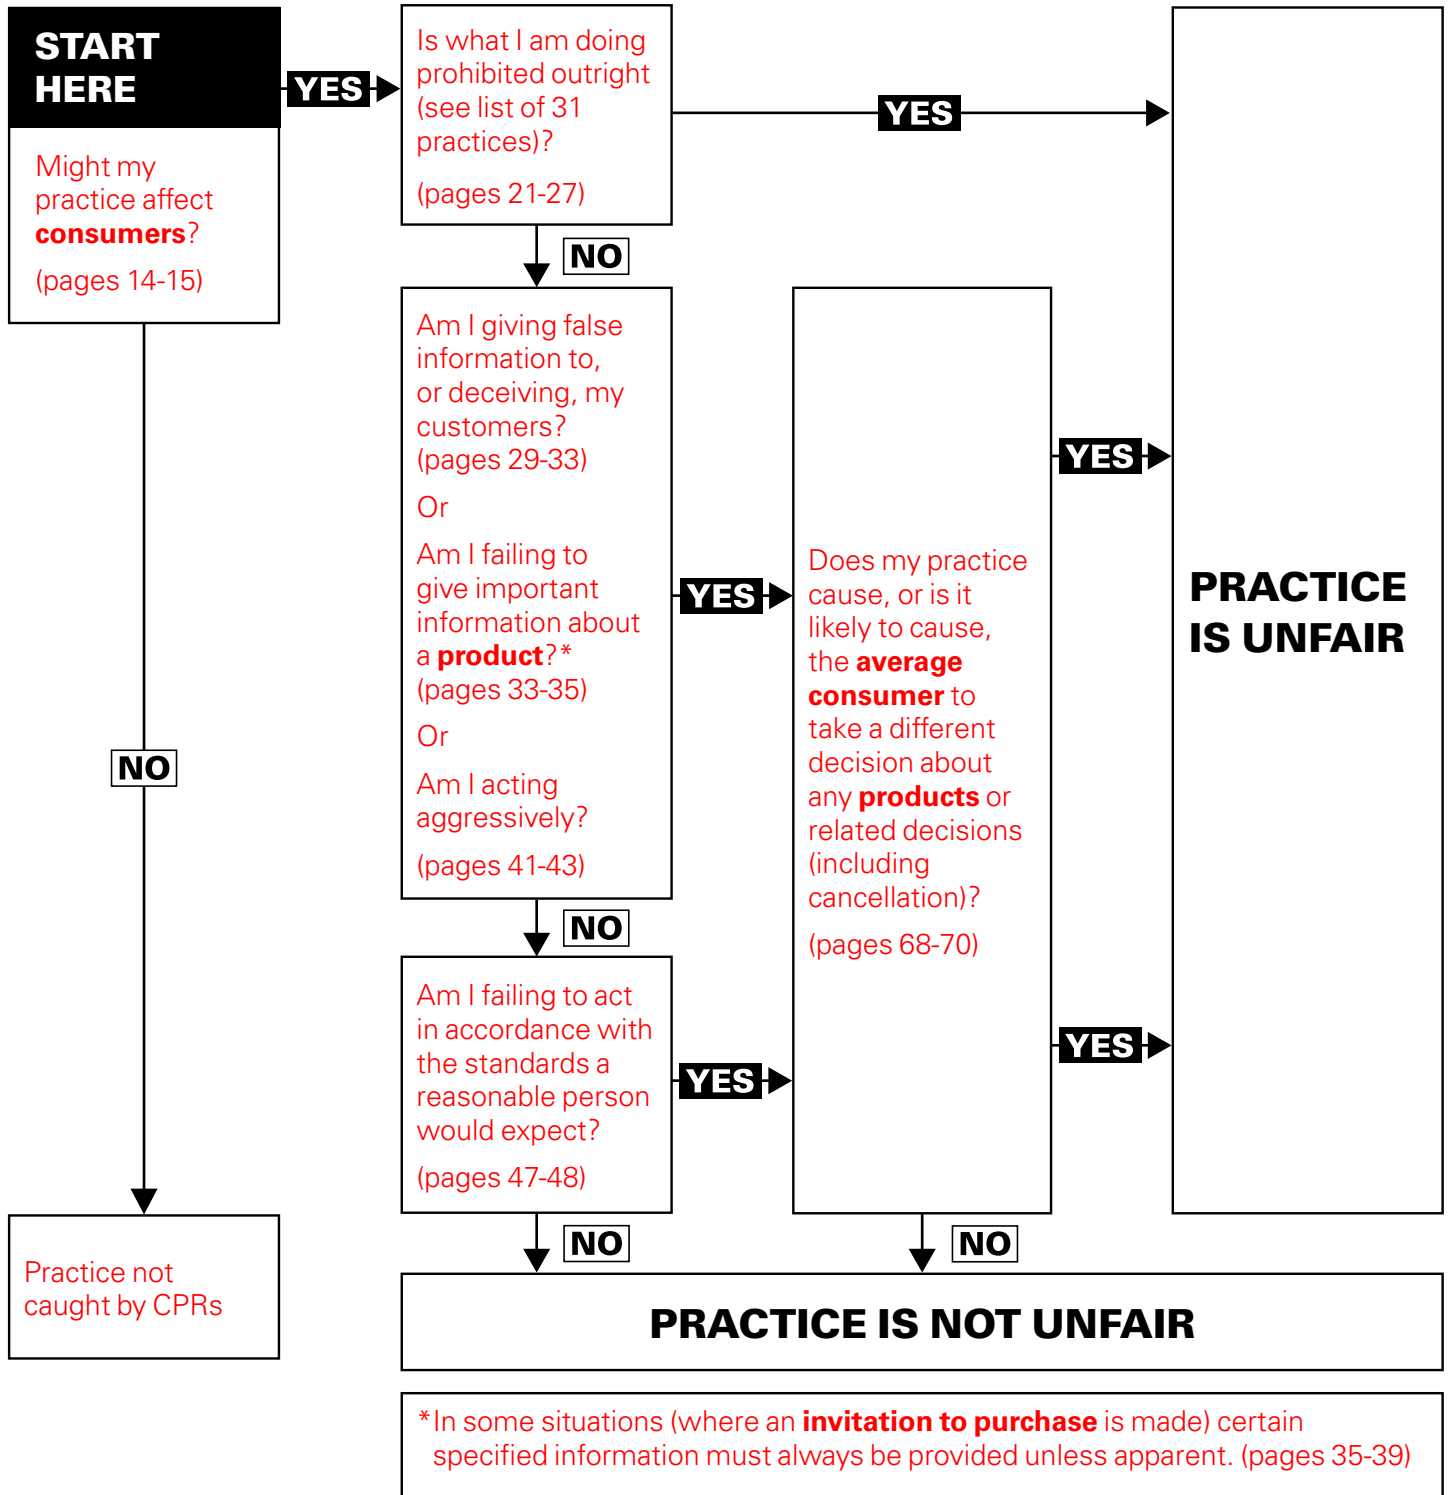 START
HERE
Might my
practice affect
consumers?
(pages 14-15)
YES
Is what I am doing
prohibited outright
(see list of 31
practices)?
(pages 21-27)
YES
NO
Am I giving false
information to,
or deceiving, my
customers?
(pages 29-33)
Or
Am I failing to
give important
information about
a product?*
(pages 33-35)
Or
Am I acting
aggressively?
(pages 41-43)
YES
Does my practice
cause, or is it
likely to cause,
the average
consumer to
take a different
decision about
any products or
related decisions
(including
cancellation)?
(pages 68-70)
YES
PRACTICE
IS UNFAIR
NO
NO
Am I failing to act
in accordance with
the standards a
reasonable person
would expect?
(pages 47-48)
YES
YES
NO
NO
Practice not
caught by CPRs
PRACTICE IS NOT UNFAIR
*In some situations (where an invitation to purchase is made) certain
specified information must always be provided unless apparent. (pages 35-39)